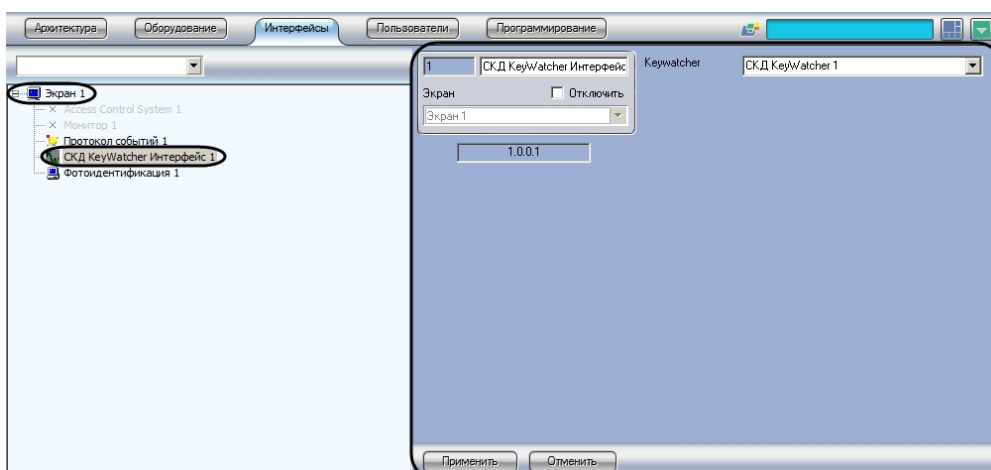 Архитектура Оборудование Интерфейсы Пользователи Программирование
Экран 1
Access Control System 1
Монитор 1
Протокол событий 1
СКД KeyWatcher Интерфейс 1
Фотоидентификация 1
1 СКД KeyWatcher Интерфейс Keywatcher СКД KeyWatcher 1
Экран Отключить
Экран 1
1.0.0.1
Применить Отменить